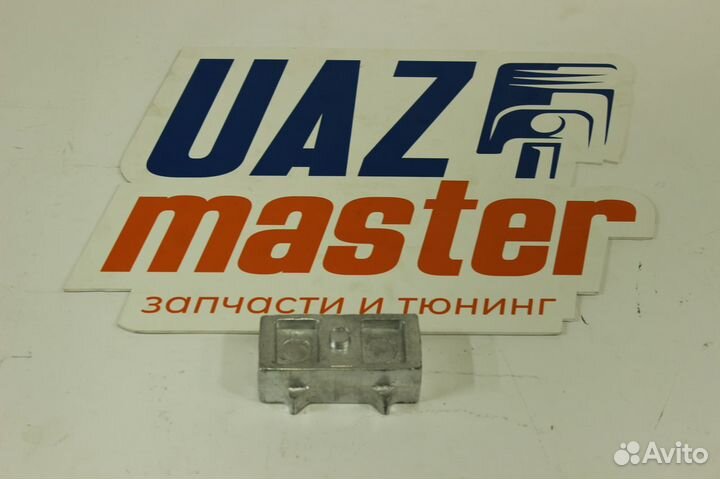 UAZ
master
запчасти и тюнинг
Avito